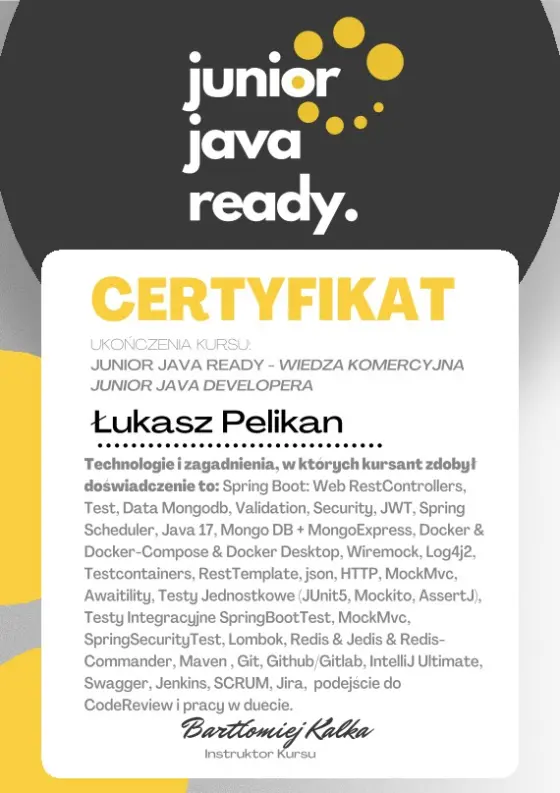 junior
java
ready.
CERTYFIKAT
UKOŃCZENIA KURSU:
JUNIOR JAVA READY - WIEDZA KOMERCYJNA
JUNIOR JAVA DEVELOPERA
Łukasz Pelikan
Technologie i zagadnienia, w których kursant zdobył
doświadczenie to: Spring Boot: Web RestControllers,
Test, Data Mongodb, Validation, Security, JWT, Spring
Scheduler, Java 17, Mongo DB + MongoExpress, Docker &
Docker-Compose & Docker Desktop, Wiremock, Log4j2,
Testcontainers, RestTemplate, json, HTTP, MockMvc,
Awaitility, Testy Jednostkowe (JUnit5, Mockito, AssertJ),
Testy Integracyjne SpringBootTest, MockMvc,
SpringSecurityTest, Lombok, Redis & Jedis & Redis-
Commander, Maven , Git, Github/Gitlab, IntelliJ Ultimate,
Swagger, Jenkins, SCRUM, Jira, podejście do
CodeReview i pracy w duecie.
Bartłomiej Kalka
Instruktor Kursu